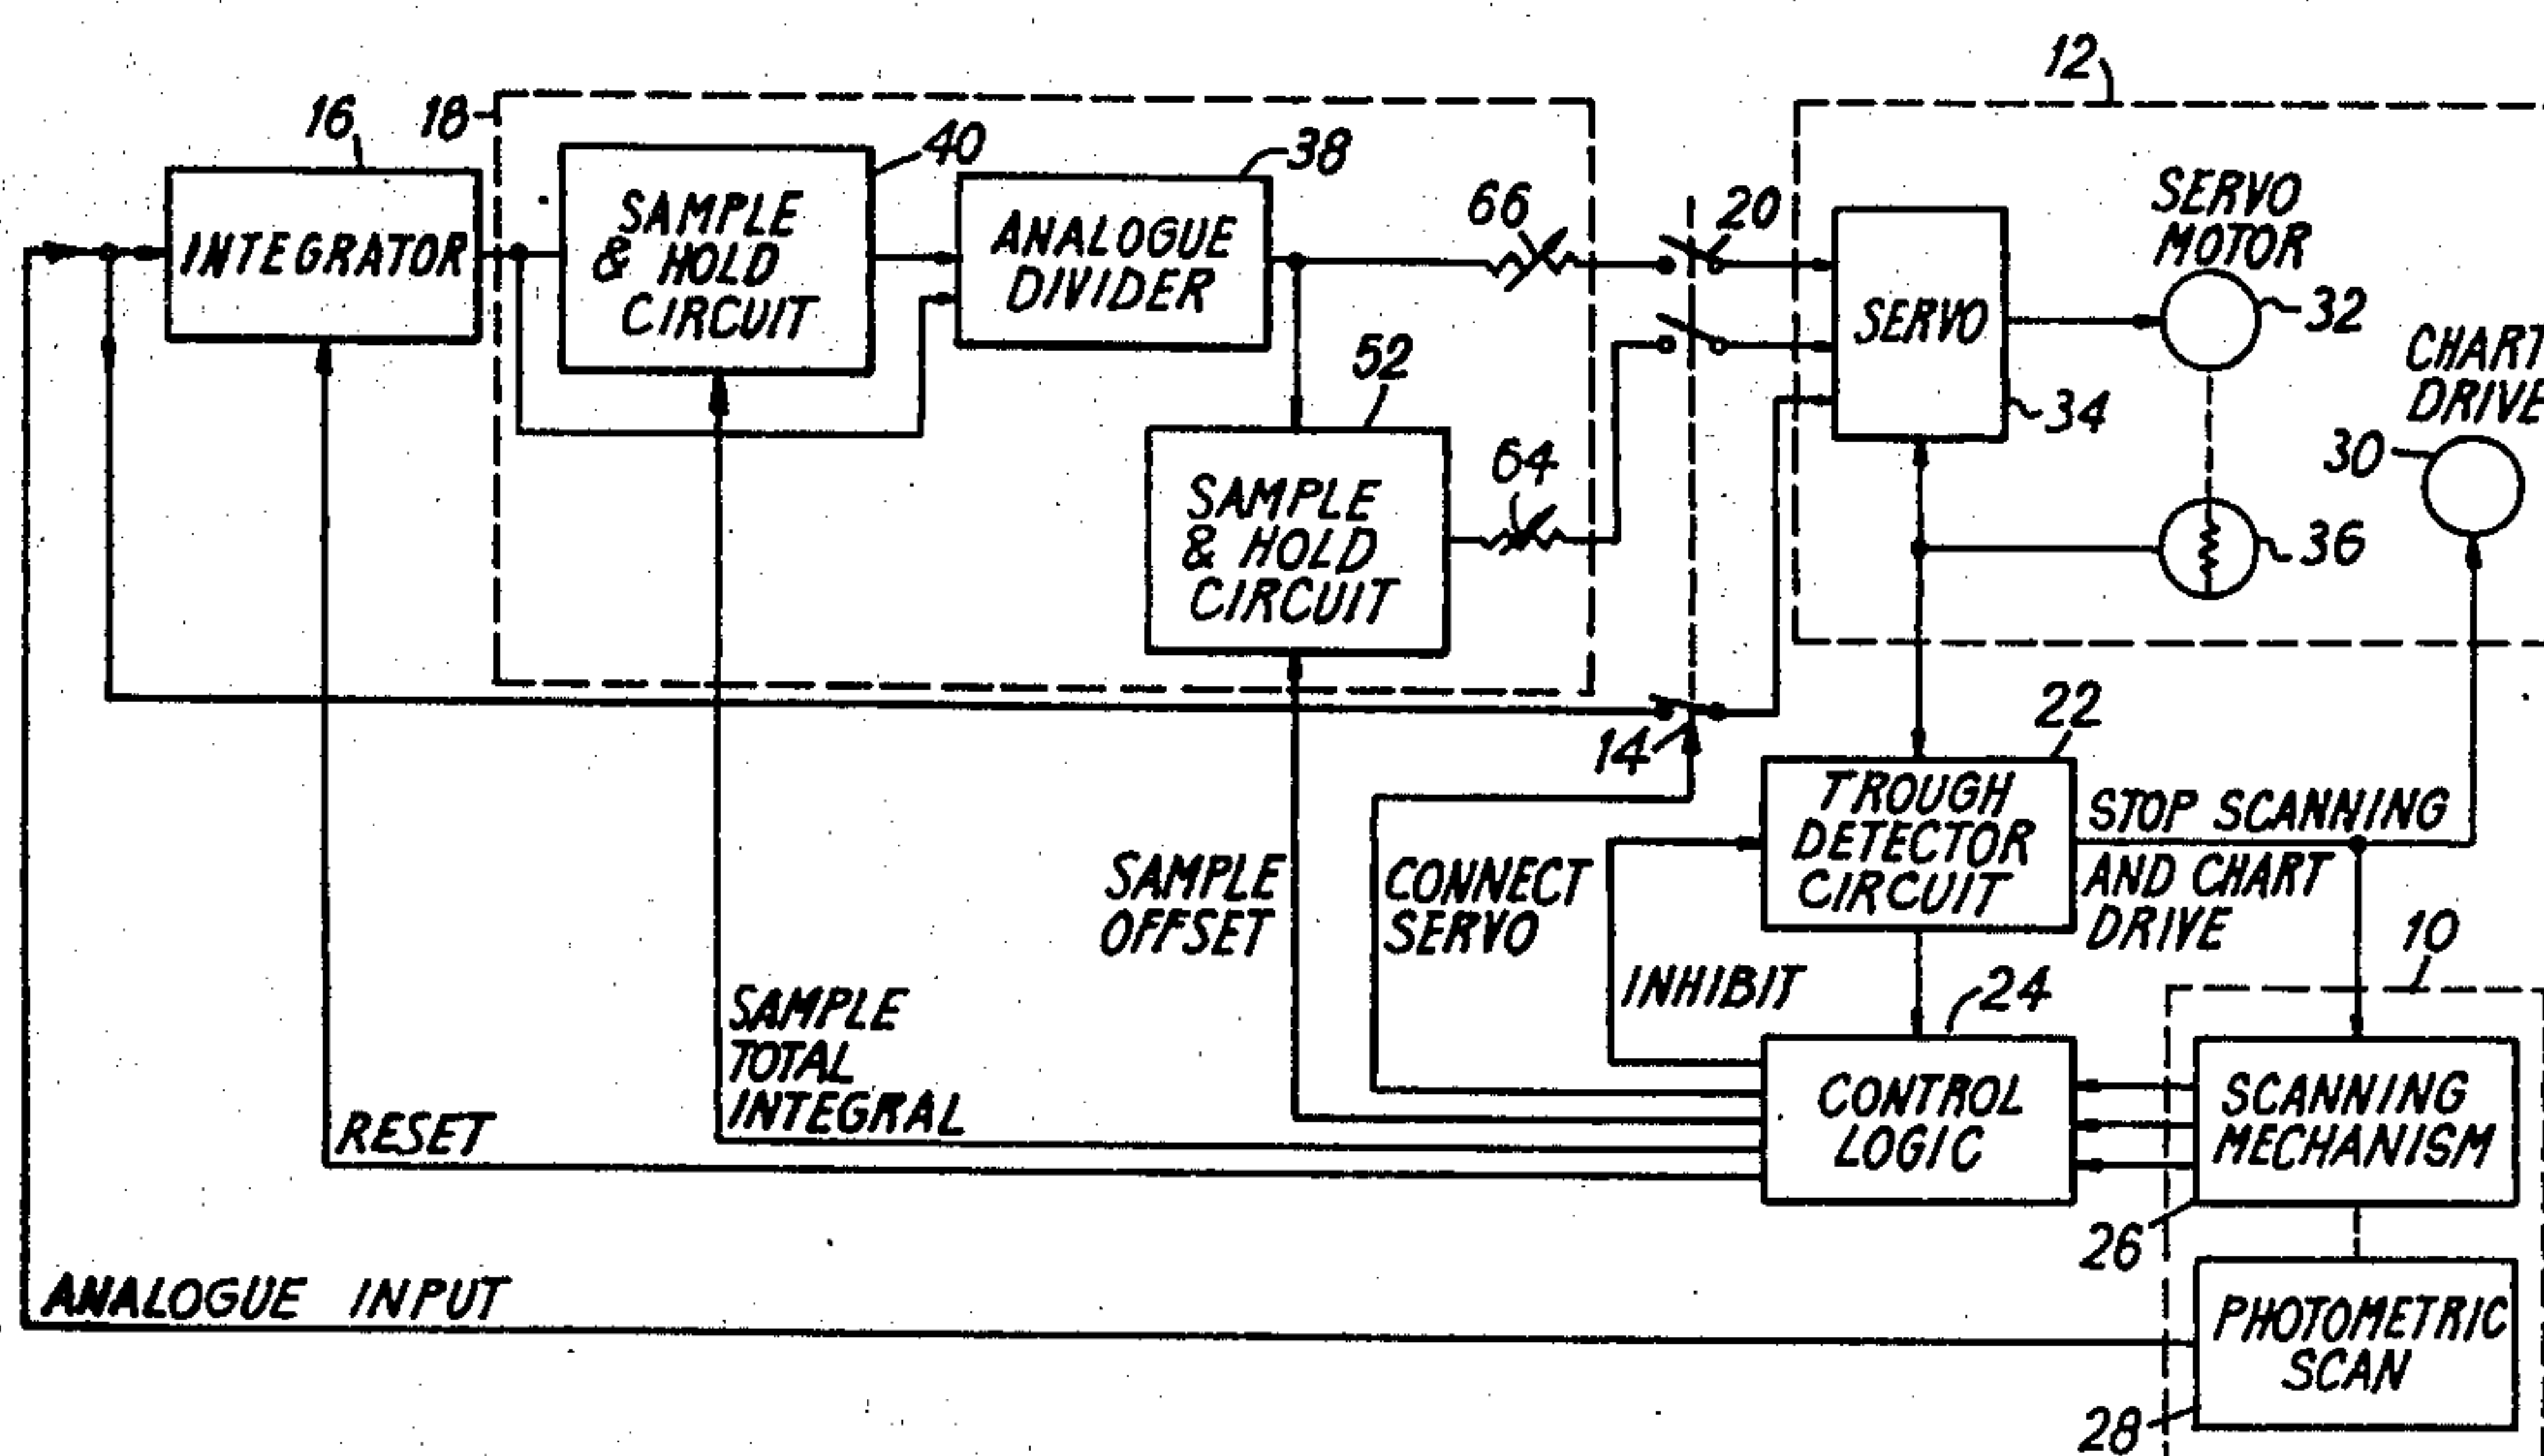 12
16
18
40
38
66
20
SERVO
MOTOR
INTEGRATOR
SAMPLE
& HOLD
CIRCUIT
ANALOGUE
DIVIDER
SERVO
32
CHART
DRIVE
52
34
30
64
SAMPLE
& HOLD
CIRCUIT
36
14
22
TROUGH
DETECTOR
CIRCUIT
STOP SCANNING
AND CHART
DRIVE
SAMPLE
OFFSET
CONNECT
SERVO
INHIBIT
10
24
SAMPLE
TOTAL
INTEGRAL
RESET
CONTROL
LOGIC
SCANNING
MECHANISM
26
ANALOGUE INPUT
PHOTOMETRIC
SCAN
28